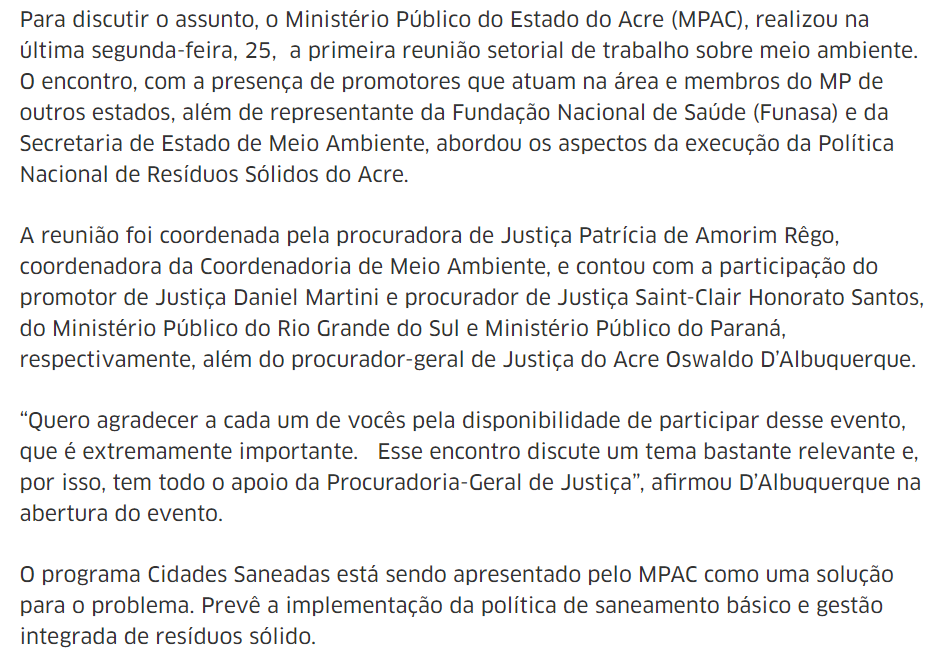 Para discutir o assunto, o Ministério Público do Estado do Acre (MPAC), realizou na
última segunda-feira, 25,  a primeira reunião setorial de trabalho sobre meio ambiente.
O encontro, com a presença de promotores que atuam na área e membros do MP de
outros estados, além de representante da Fundação Nacional de Saúde (Funasa) e da
Secretaria de Estado de Meio Ambiente, abordou os aspectos da execução da Política
Nacional de Resíduos Sólidos do Acre.

A reunião foi coordenada pela procuradora de Justiça Patrícia de Amorim Rêgo,
coordenadora da Coordenadoria de Meio Ambiente, e contou com a participação do
promotor de Justiça Daniel Martini e procurador de Justiça Saint-Clair Honorato Santos,
do Ministério Público do Rio Grande do Sul e Ministério Público do Paraná,
respectivamente, além do procurador-geral de Justiça do Acre Oswaldo D’Albuquerque.

“Quero agradecer a cada um de vocês pela disponibilidade de participar desse evento,
que é extremamente importante.   Esse encontro discute um tema bastante relevante e,
por isso, tem todo o apoio da Procuradoria-Geral de Justiça”, afirmou D’Albuquerque na
abertura do evento.

O programa Cidades Saneadas está sendo apresentado pelo MPAC como uma solução
para o problema. Prevê a implementação da política de saneamento básico e gestão
integrada de resíduos sólido.